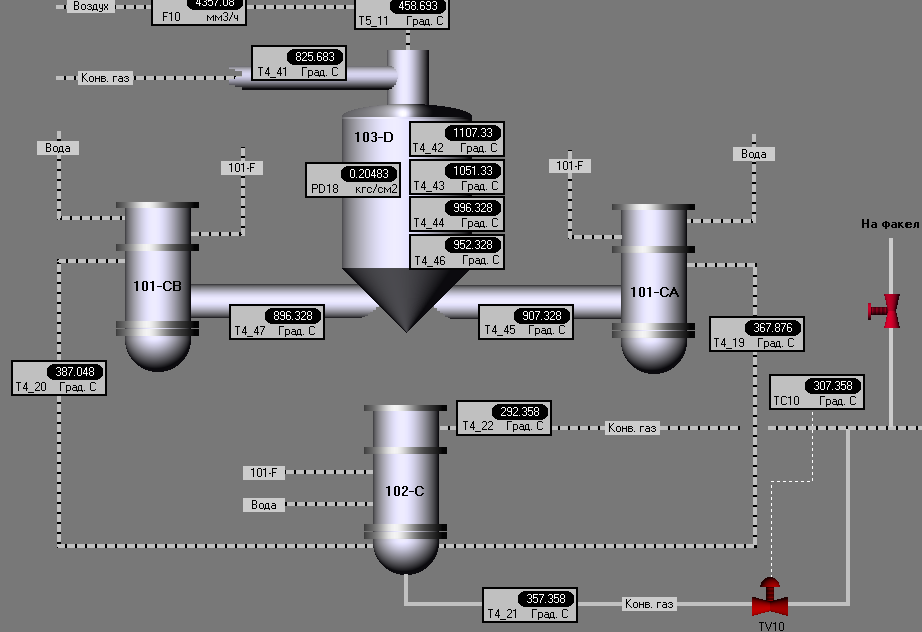 Воздух
4357.08
F10 мм3/ч
458.693
T5_11 Град. С
825.683
T4_41 Град. С
Конв. газ
103-D
1107.33
T4_42 Град. С
1051.33
T4_43 Град. С
996.328
T4_44 Град. С
952.328
T4_46 Град. С
0.20483
PD18 кгс/см2
Вода
101-F
101-F
Вода
На факел
101-CB
101-CA
896.328
T4_47 Град. С
907.328
T4_45 Град. С
367.876
T4_19 Град. С
387.048
T4_20 Град. С
307.358
TC10 Град. С
292.358
T4_22 Град. С
Конв. газ
101-F
Вода
102-C
357.358
T4_21 Град. С
Конв. газ
TV10